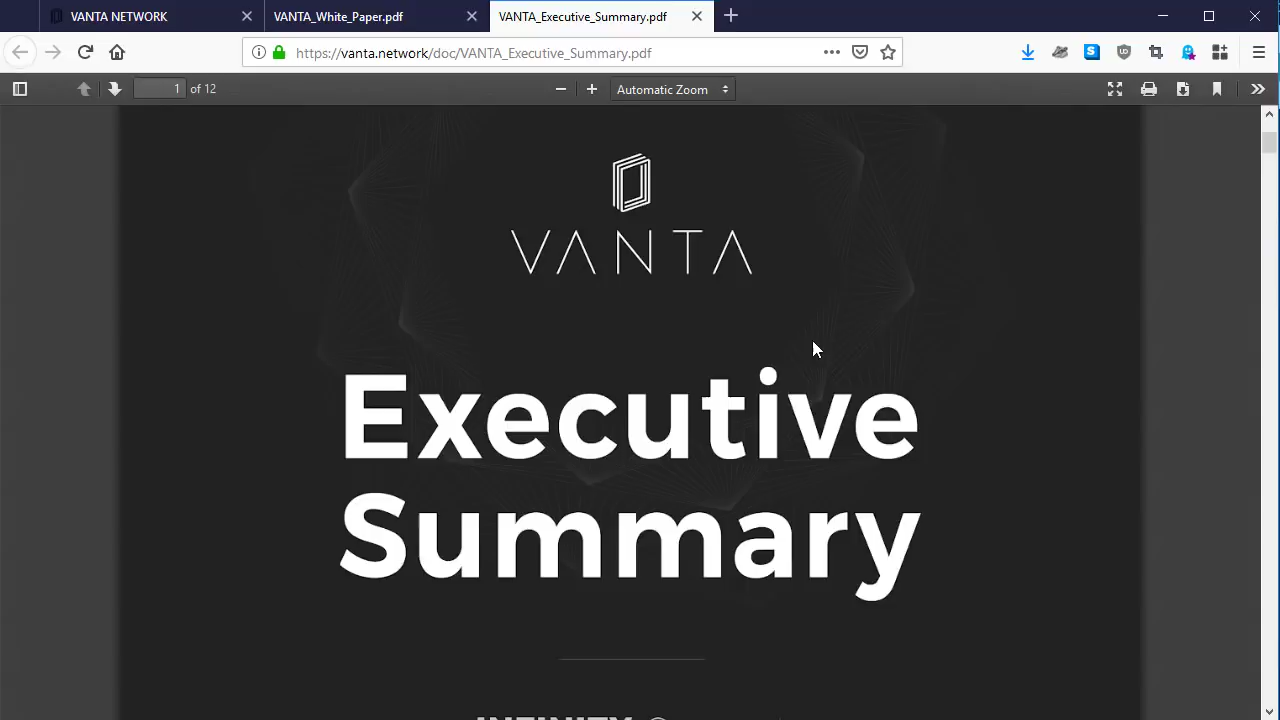 VANTA NETWORK
VANTA_White_Paper.pdf
VANTA_Executive_Summary.pdf
https://vanta.network/doc/VANTA_Executive_Summary.pdf
1 of 12
Automatic Zoom
VANTA
Executive
Summary
INFINITY